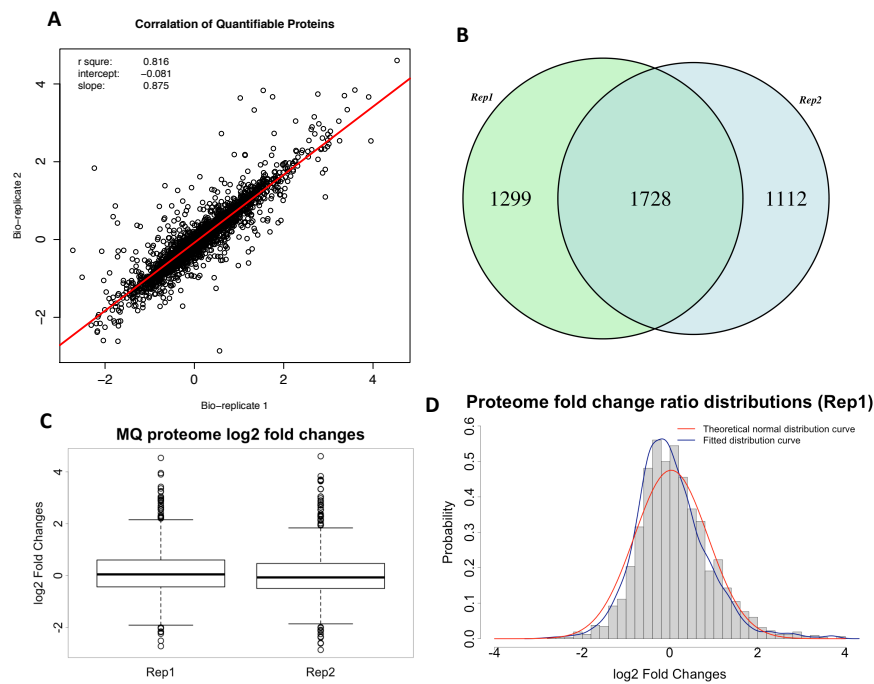 A
Corralation of Quantifiable Proteins
r squre: 0.816
intercept: −0.081
slope: 0.875
4
2
0
−2
Bio−replicate 2
−2 0 2 4
Bio−replicate 1
B
Rep1
Rep2
1299 1728 1112
C
MQ proteome log2 fold changes
4
2
0
-2
log2 Fold Changes
Rep1 Rep2
D
Proteome fold change ratio distributions (Rep1)
Theoretical normal distribution curve
Fitted distribution curve
0.6
0.5
0.4
0.3
0.2
0.1
0.0
Probability
-4 -2 0 2 4
log2 Fold Changes